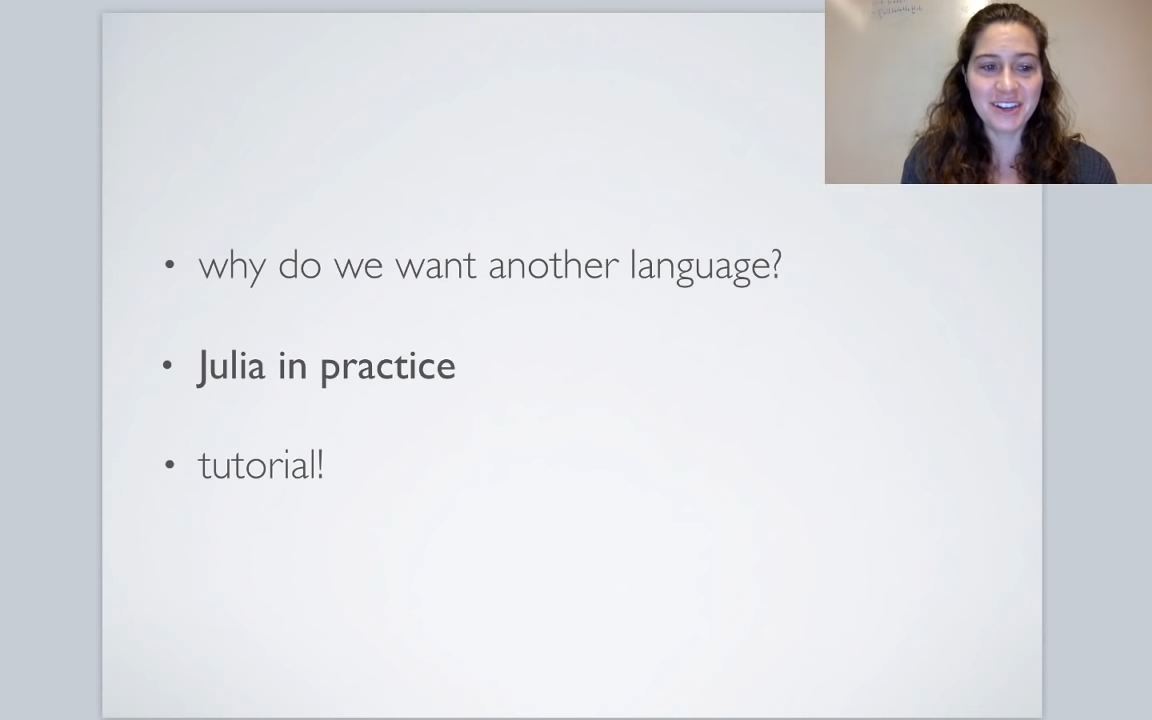 • why do we want another language?
• Julia in practice
• tutorial!